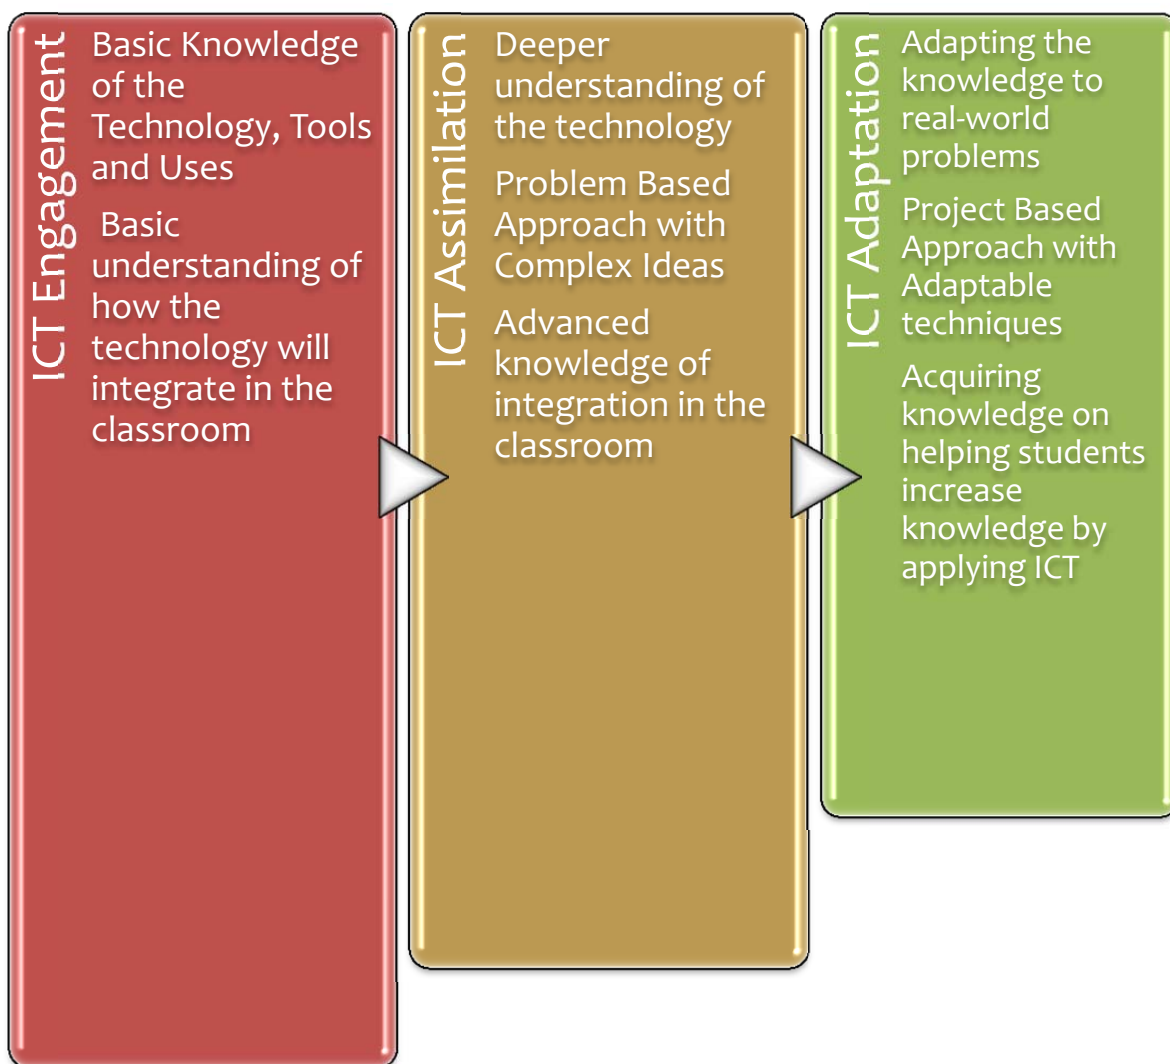 ICT Engagement
Basic Knowledge
of the
Technology, Tools
and Uses
Basic
understanding of
how the
technology will
integrate in the
classroom
ICT Assimilation
Deeper
understanding of
the technology
Problem Based
Approach with
Complex Ideas
Advanced
knowledge of
integration in the
classroom
ICT Adaptation
Adapting the
knowledge to
real-world
problems
Project Based
Approach with
Adaptable
techniques
Acquiring
knowledge on
helping students
increase
knowledge by
applying ICT